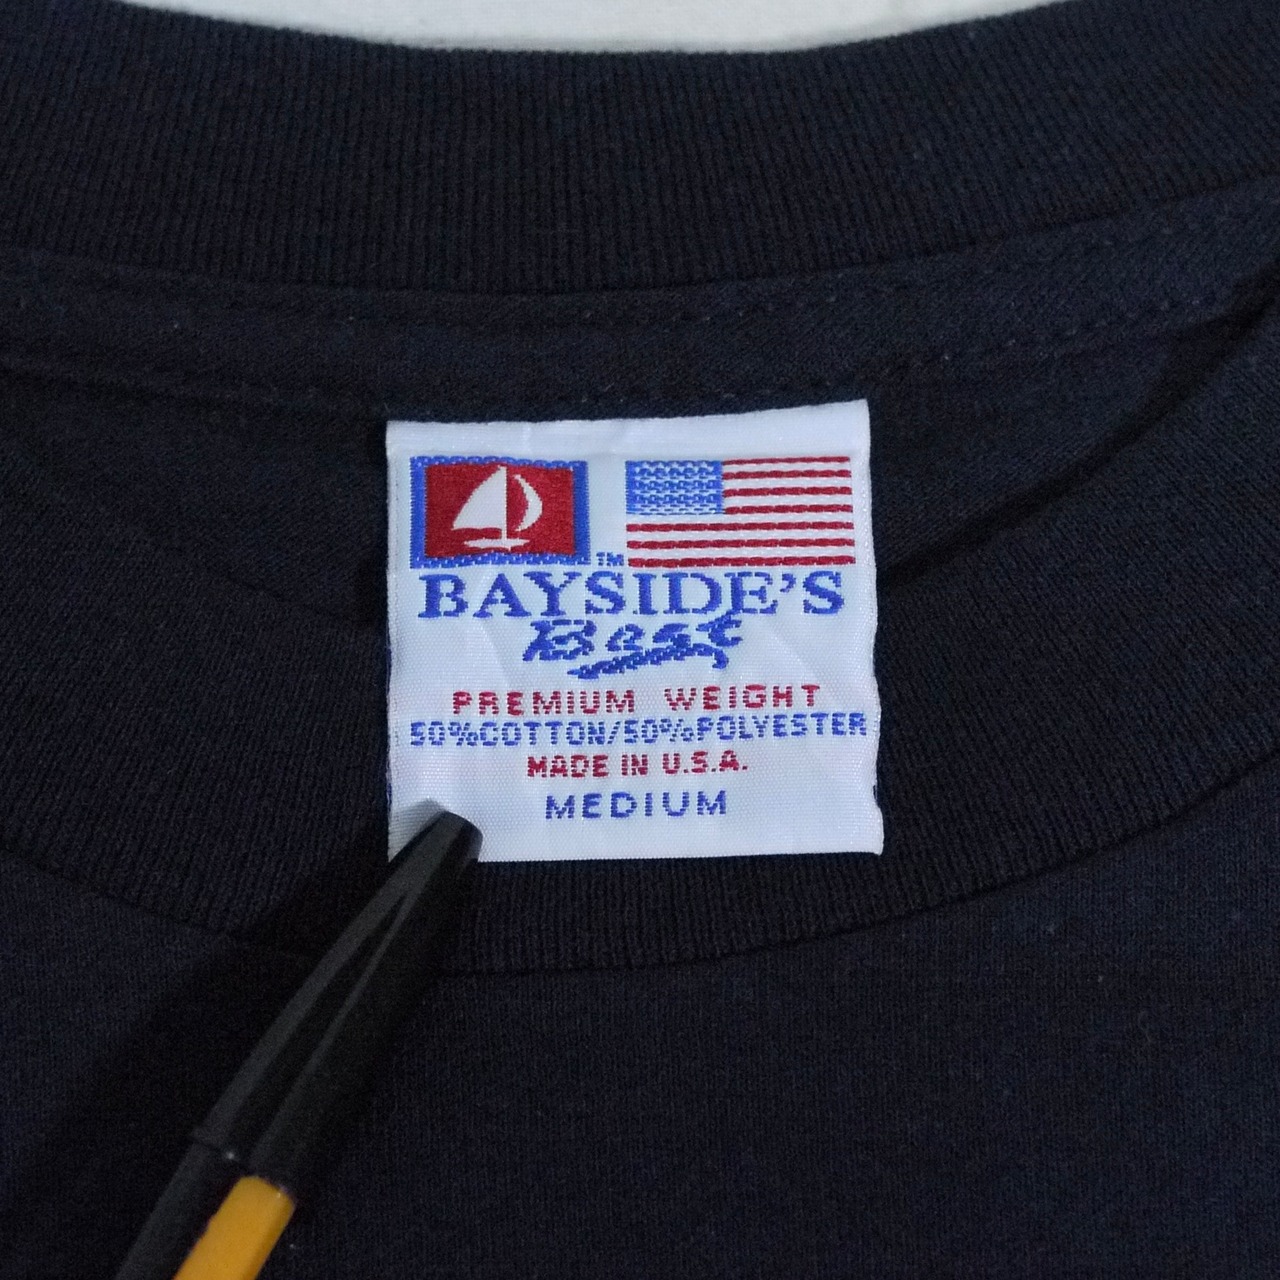 ™
BAYSIDE'S
Best
PREMIUM WEIGHT
50%COTTON/50%POLYESTER
MADE IN U.S.A.
MEDIUM